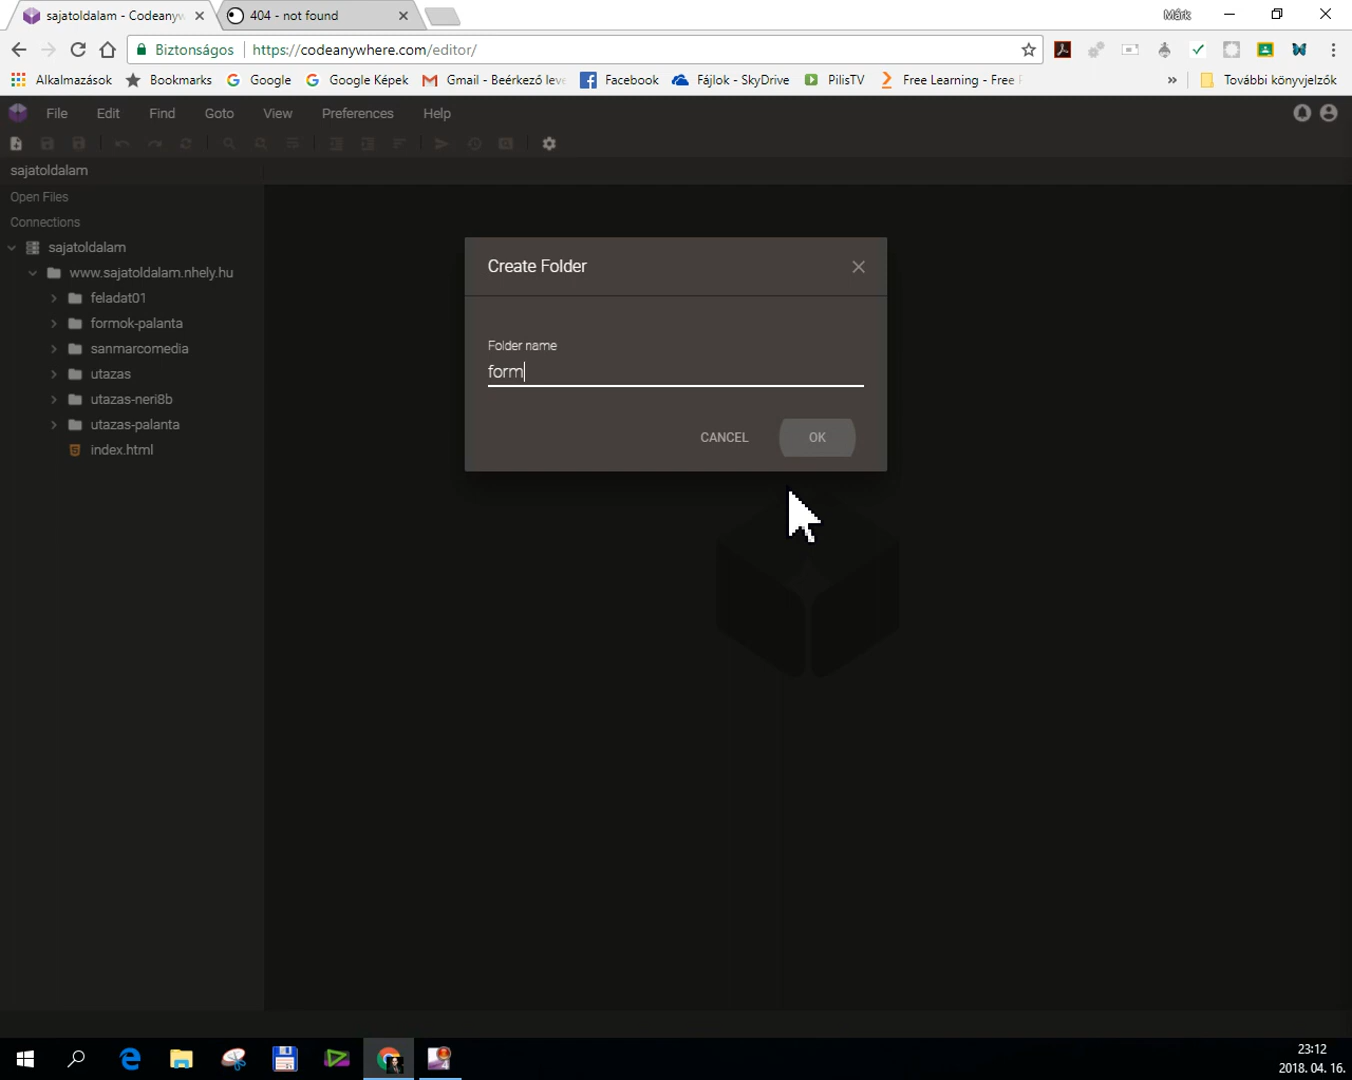 sajatoldalam - Codeanyw
404 - not found
Márk
Biztonságos
https://codeanywhere.com/editor/
Alkalmazások
Bookmarks
Google
Google Képek
Gmail - Beérkező leve
Facebook
Fájlok - SkyDrive
PilisTV
Free Learning - Free
»
További könyvjelzők
File
Edit
Find
Goto
View
Preferences
Help
sajatoldalam
Open Files
Connections
sajatoldalam
www.sajatoldalam.nhely.hu
feladat01
formok-palanta
sanmarcomedia
utazas
utazas-neri8b
utazas-palanta
index.html
Create Folder
Folder name
form
CANCEL
OK
23:12
2018. 04. 16.